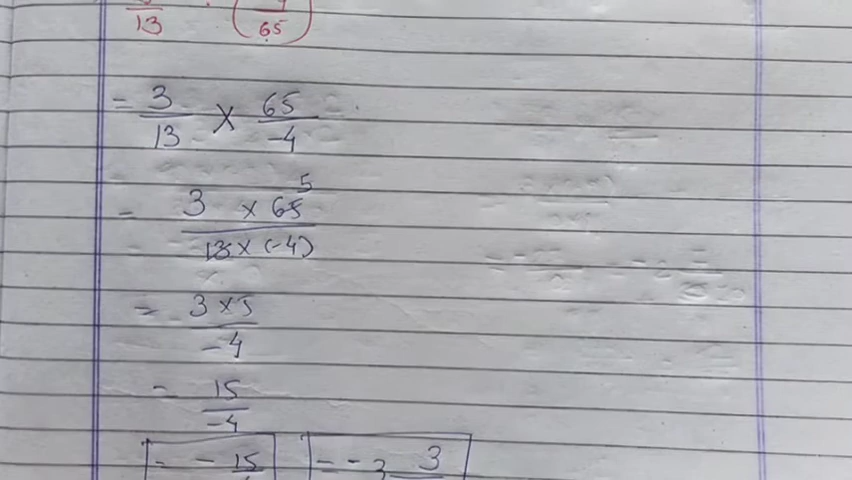 13 65
= 3/13 × 65/-4
= 3 × 65 5 / 13 × (-4)
= 3 × 5 / -4
= 15/-4
= - 15 = - 3 3